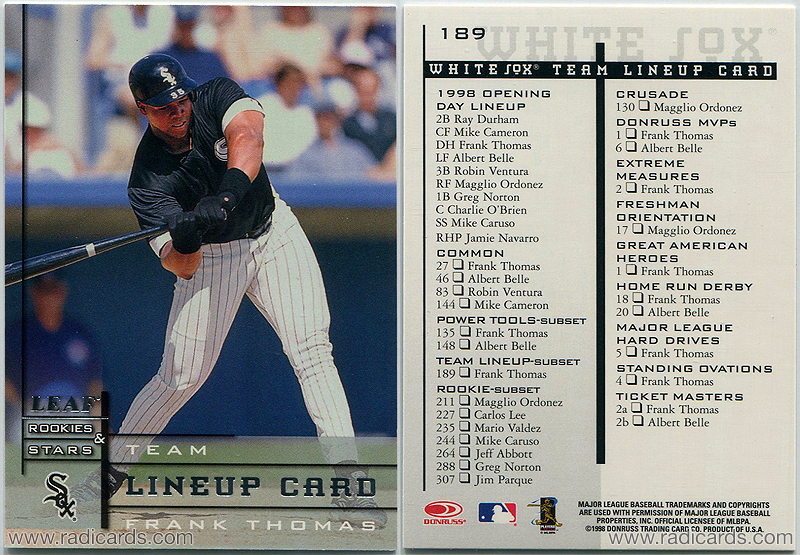 35
LEAF
ROOKIES
&
STARS
TEAM
LINEUP CARD
FRANK THOMAS
Sox
www.radicards.com
189
WHITE SOX®
WHITE SOX® TEAM LINEUP CARD
1998 OPENING
DAY LINEUP
2B Ray Durham
CF Mike Cameron
DH Frank Thomas
LF Albert Belle
3B Robin Ventura
RF Magglio Ordonez
1B Greg Norton
C Charlie O'Brien
SS Mike Caruso
RHP Jamie Navarro
COMMON
27 ❑ Frank Thomas
46 ❑ Albert Belle
83 ❑ Robin Ventura
144 ❑ Mike Cameron
POWER TOOLS-SUBSET
135 ❑ Frank Thomas
148 ❑ Albert Belle
TEAM LINEUP-SUBSET
189 ❑ Frank Thomas
ROOKIE-SUBSET
211 ❑ Magglio Ordonez
227 ❑ Carlos Lee
235 ❑ Mario Valdez
244 ❑ Mike Caruso
264 ❑ Jeff Abbott
288 ❑ Greg Norton
307 ❑ Jim Parque
CRUSADE
130 ❑ Magglio Ordonez
DONRUSS MVPs
1 ❑ Frank Thomas
6 ❑ Albert Belle
EXTREME
MEASURES
2 ❑ Frank Thomas
FRESHMAN
ORIENTATION
17 ❑ Magglio Ordonez
GREAT AMERICAN
HEROES
1 ❑ Frank Thomas
HOME RUN DERBY
18 ❑ Frank Thomas
20 ❑ Albert Belle
MAJOR LEAGUE
HARD DRIVES
5 ❑ Frank Thomas
STANDING OVATIONS
4 ❑ Frank Thomas
TICKET MASTERS
2a ❑ Frank Thomas
2b ❑ Albert Belle
DONRUSS®
MAJOR LEAGUE BASEBALL TRADEMARKS AND COPYRIGHTS
ARE USED WITH PERMISSION OF MAJOR LEAGUE BASEBALL
PROPERTIES, INC. OFFICIAL LICENSEE OF MLBPA.
©1998 DONRUSS TRADING CARD CO. PRODUCT OF U.S.A.
www.radicards.com